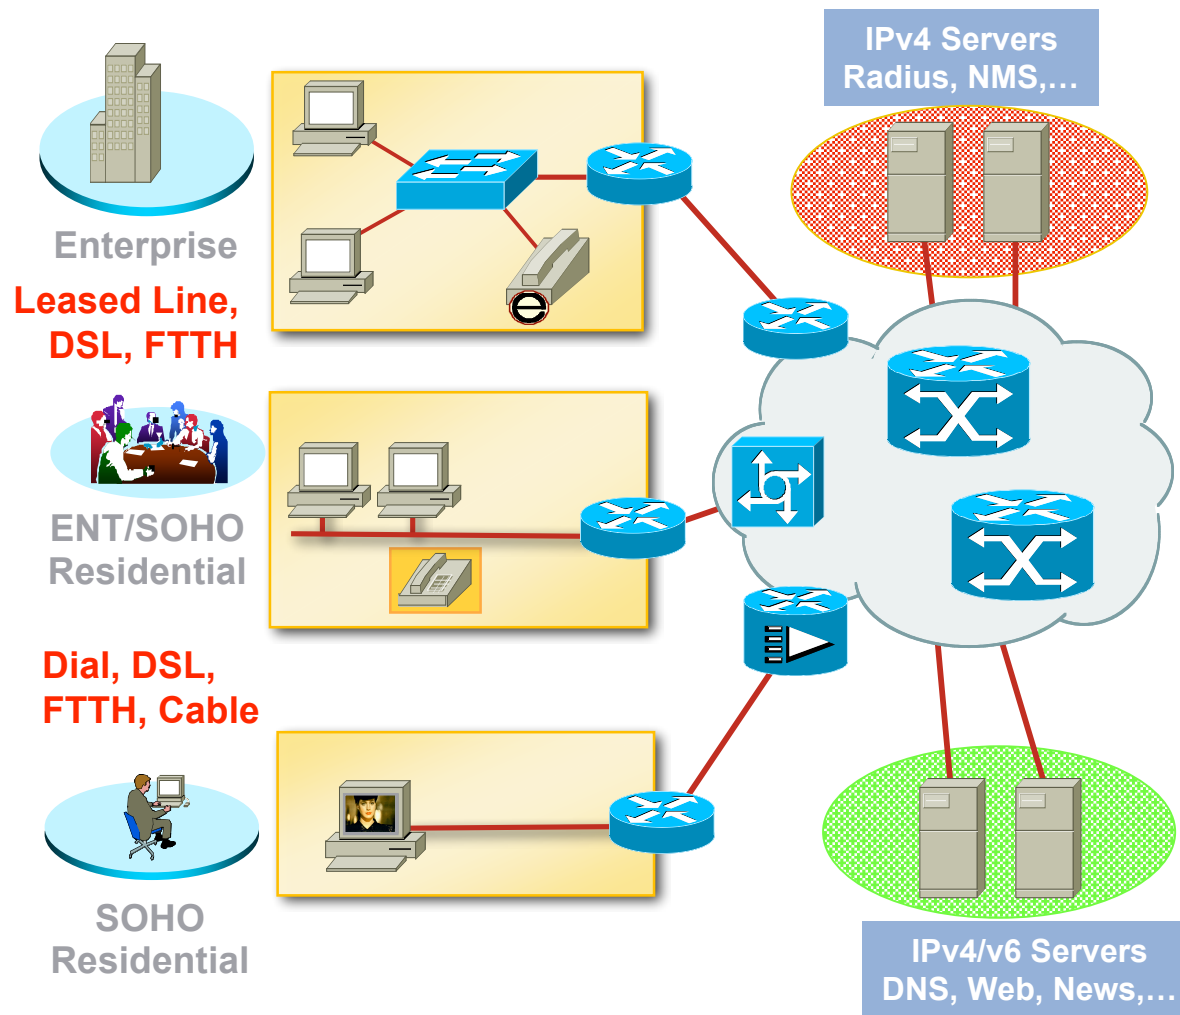 IPv4 Servers
Radius, NMS,…
Enterprise
Leased Line,
DSL, FTTH
ENT/SOHO
Residential
Dial, DSL,
FTTH, Cable
SOHO
Residential
IPv4/v6 Servers
DNS, Web, News,…